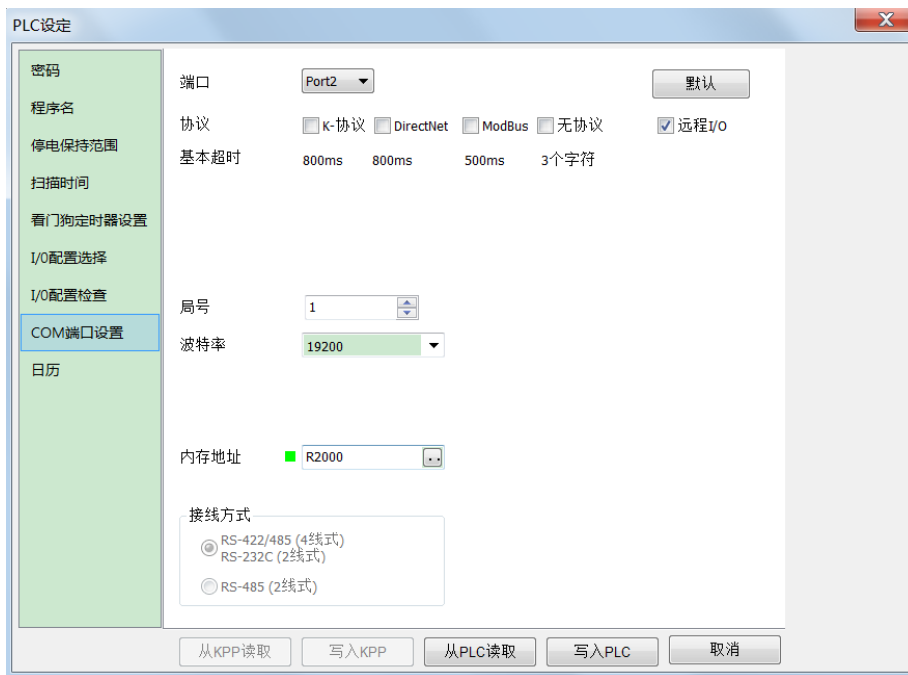 PLC设定
密码
程序名
停电保持范围
扫描时间
看门狗定时器设置
I/0配置选择
I/0配置检查
COM端口设置
日历
端口 Port2 默认
协议 K-协议 DirectNet ModBus 无协议 远程I/O
基本超时 800ms 800ms 500ms 3个字符
局号 1
波特率 19200
内存地址 R2000 ..
接线方式
RS-422/485 (4线式)
RS-232C (2线式)
RS-485 (2线式)
从KPP读取 写入KPP 从PLC读取 写入PLC 取消